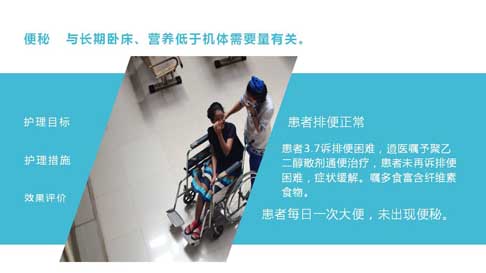 便秘　与长期卧床、营养低于机体需要量有关。
护理目标
患者排便正常
护理措施
患者3.7诉排便困难，遵医嘱予聚乙
二醇散剂通便治疗，患者未再诉排便
困难，症状缓解。嘱多食富含纤维素
食物。
效果评价
患者每日一次大便，未出现便秘。